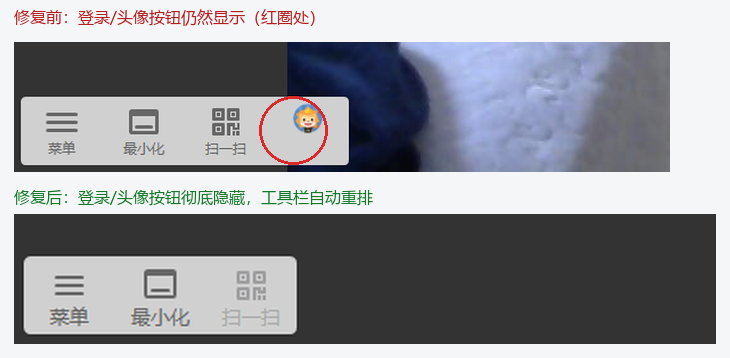 修复前：登录/头像按钮仍然显示（红圈处）
菜单 最小化 扫一扫
修复后：登录/头像按钮彻底隐藏，工具栏自动重排
菜单 最小化 扫一扫